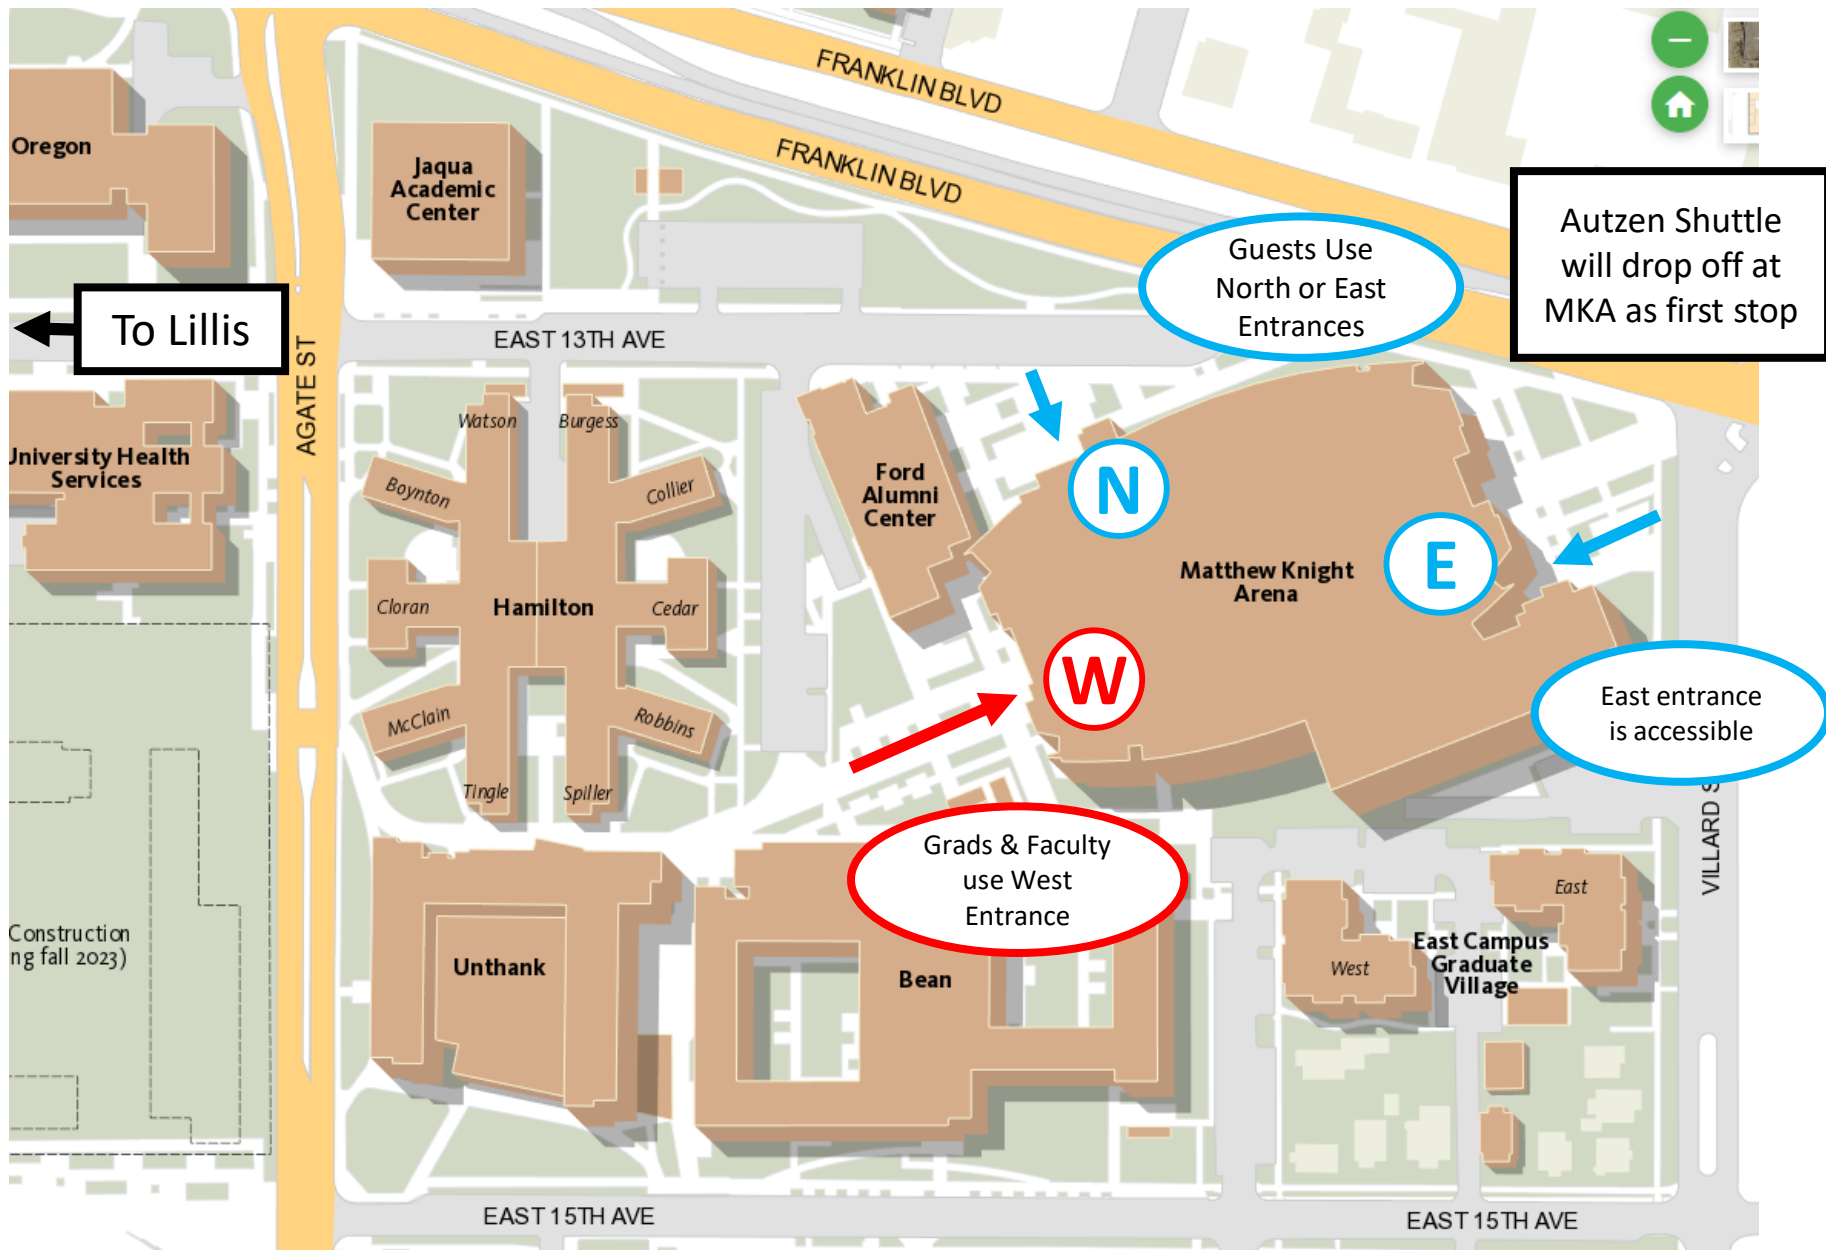 FRANKLIN BLVD
FRANKLIN BLVD
Oregon
Jaqua
Academic
Center
Autzen Shuttle
will drop off at
MKA as first stop
Guests Use
North or East
Entrances
To Lillis
EAST 13TH AVE
AGATE ST
Watson
Burgess
University Health
Services
Boynton
Collier
Ford
Alumni
Center
N
E
Matthew Knight
Arena
Cloran
Hamilton
Cedar
W
East entrance
is accessible
McClain
Robbins
Tingle
Spiller
VILLARD S
Grads & Faculty
use West
Entrance
East
Construction
ng fall 2023)
Unthank
Bean
West
East Campus
Graduate
Village
EAST 15TH AVE
EAST 15TH AVE